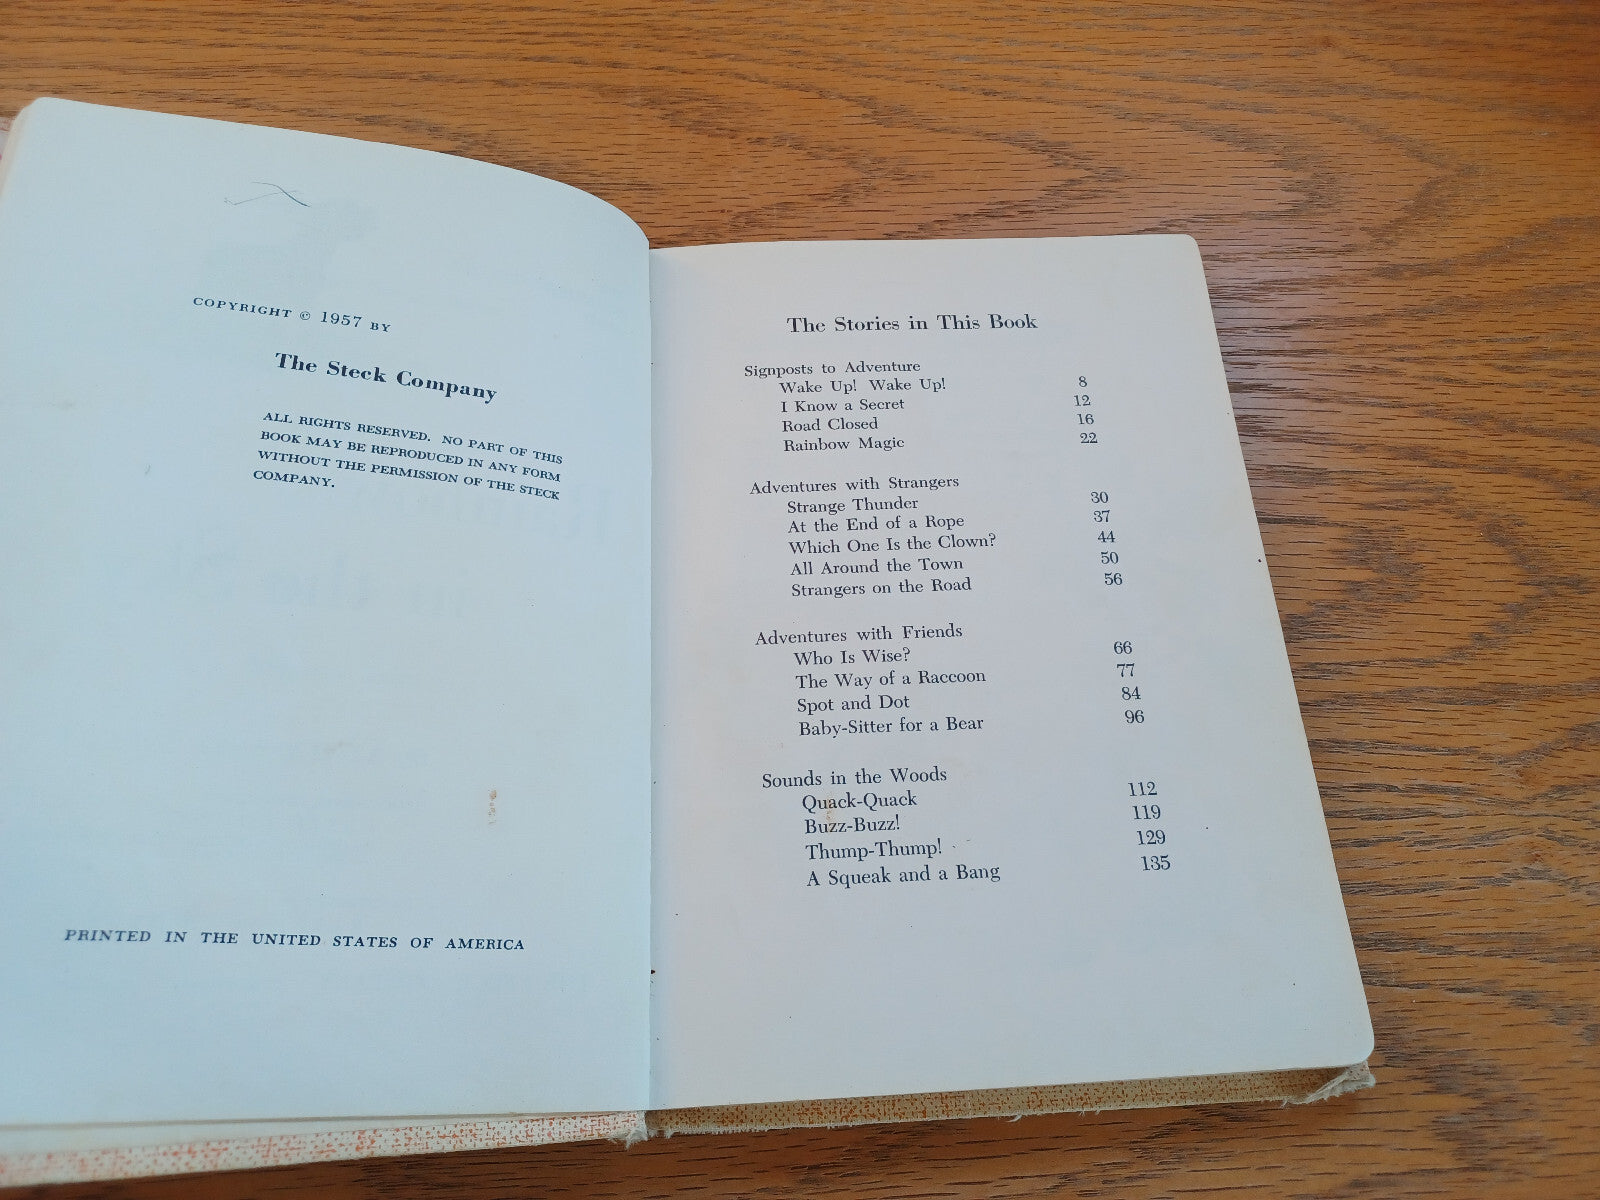 COPYRIGHT © 1957 BY
The Steck Company
ALL RIGHTS RESERVED. NO PART OF THIS
BOOK MAY BE REPRODUCED IN ANY FORM
WITHOUT THE PERMISSION OF THE STECK
COMPANY.
PRINTED IN THE UNITED STATES OF AMERICA
The Stories in This Book
Signposts to Adventure
Wake Up! Wake Up! 8
I Know a Secret 12
Road Closed 16
Rainbow Magic 22
Adventures with Strangers
Strange Thunder 30
At the End of a Rope 37
Which One Is the Clown? 44
All Around the Town 50
Strangers on the Road 56
Adventures with Friends
Who Is Wise? 66
The Way of a Raccoon 77
Spot and Dot 84
Baby-Sitter for a Bear 96
Sounds in the Woods
Quack-Quack 112
Buzz-Buzz! 119
Thump-Thump! 129
A Squeak and a Bang 135